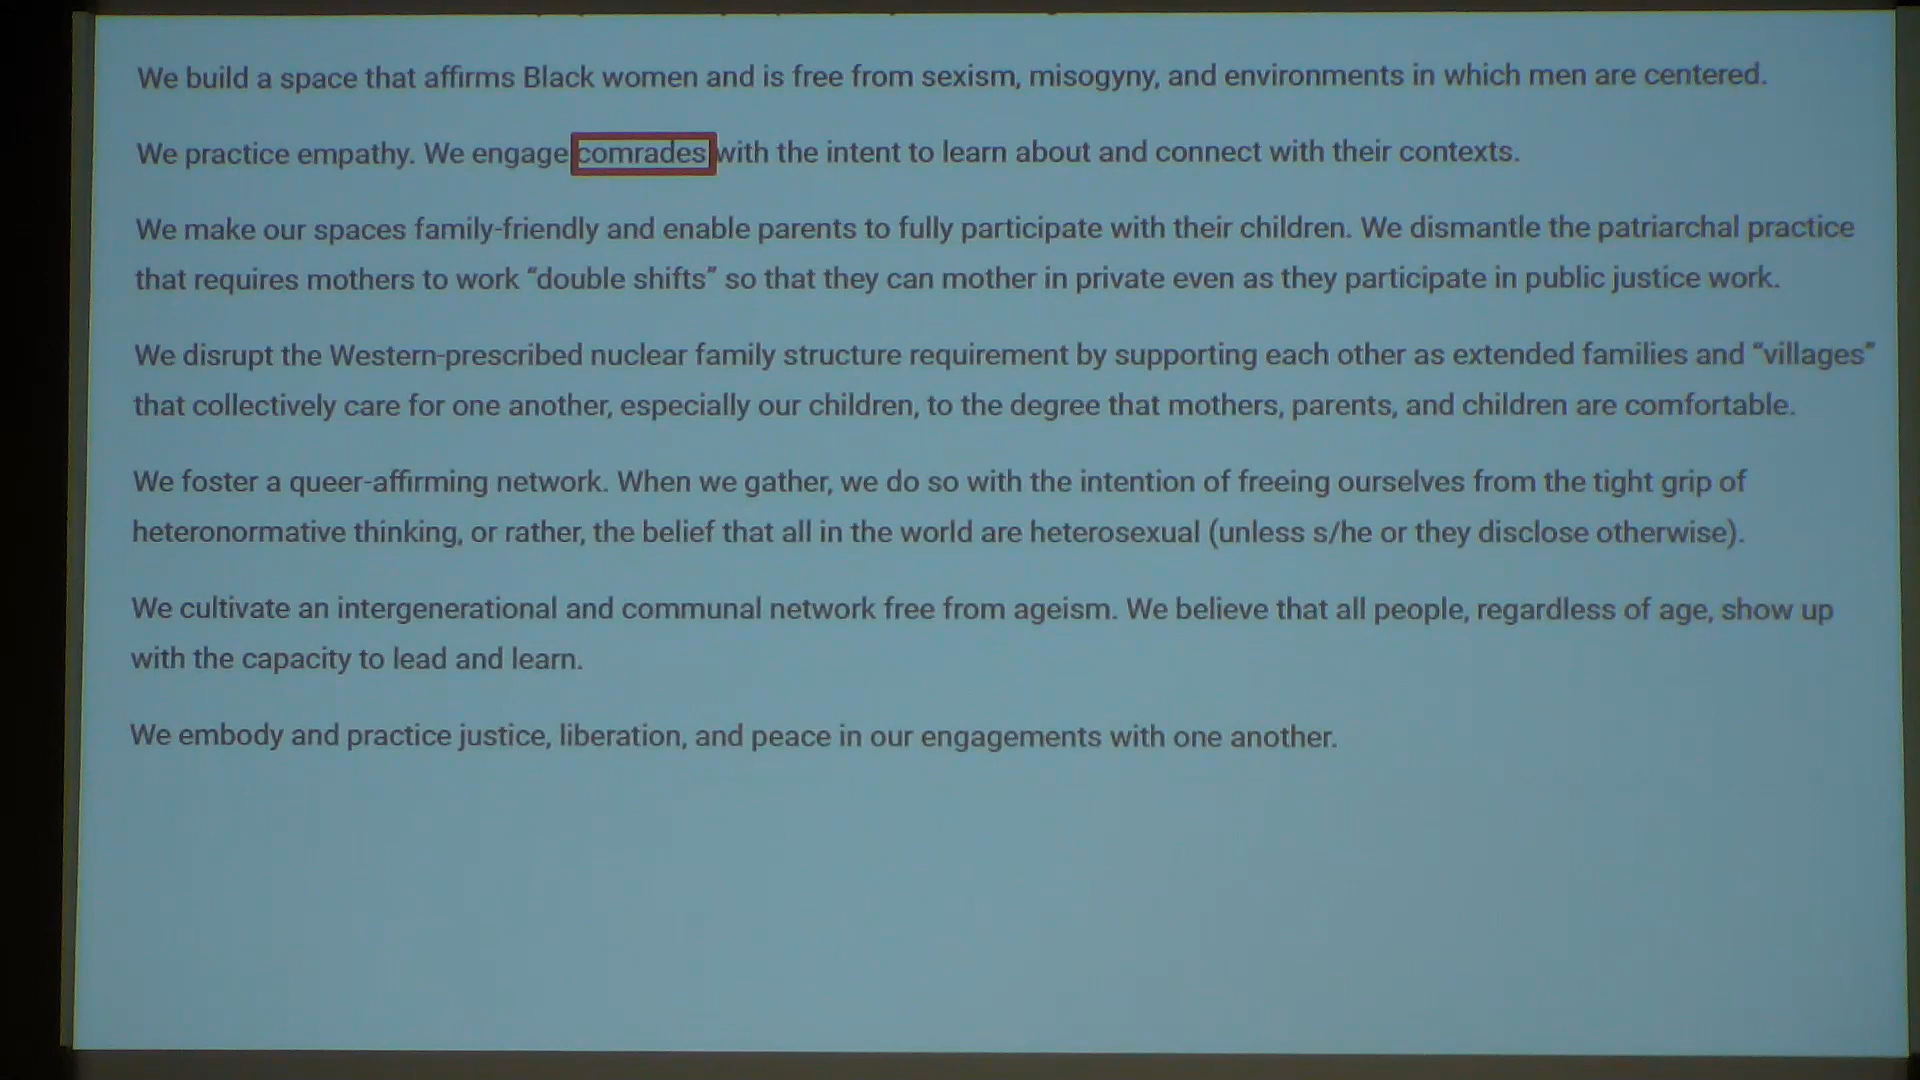 We build a space that affirms Black women and is free from sexism, misogyny, and environments in which men are centered.
We practice empathy. We engage comrades with the intent to learn about and connect with their contexts.
We make our spaces family-friendly and enable parents to fully participate with their children. We dismantle the patriarchal practice
that requires mothers to work “double shifts” so that they can mother in private even as they participate in public justice work.
We disrupt the Western-prescribed nuclear family structure requirement by supporting each other as extended families and “villages”
that collectively care for one another, especially our children, to the degree that mothers, parents, and children are comfortable.
We foster a queer-affirming network. When we gather, we do so with the intention of freeing ourselves from the tight grip of
heteronormative thinking, or rather, the belief that all in the world are heterosexual (unless s/he or they disclose otherwise).
We cultivate an intergenerational and communal network free from ageism. We believe that all people, regardless of age, show up
with the capacity to lead and learn.
We embody and practice justice, liberation, and peace in our engagements with one another.